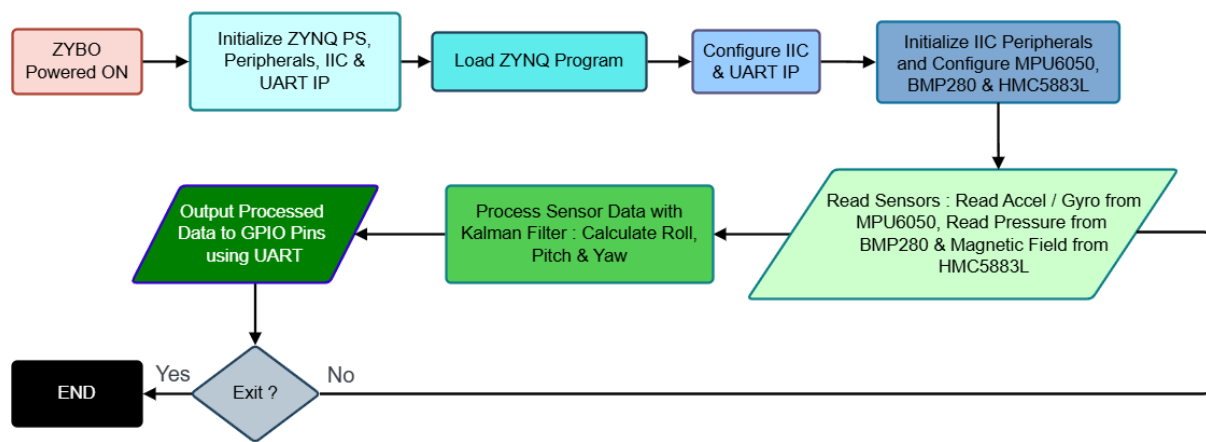 ZYBO
Powered ON
Initialize ZYNQ PS,
Peripherals, IIC &
UART IP
Load ZYNQ Program
Configure IIC
& UART IP
Initialize IIC Peripherals
and Configure MPU6050,
BMP280 & HMC5883L
Read Sensors : Read Accel / Gyro from
MPU6050, Read Pressure from
BMP280 & Magnetic Field from
HMC5883L
Process Sensor Data with
Kalman Filter : Calculate Roll,
Pitch & Yaw
Output Processed
Data to GPIO Pins
using UART
Exit ?
Yes
No
END